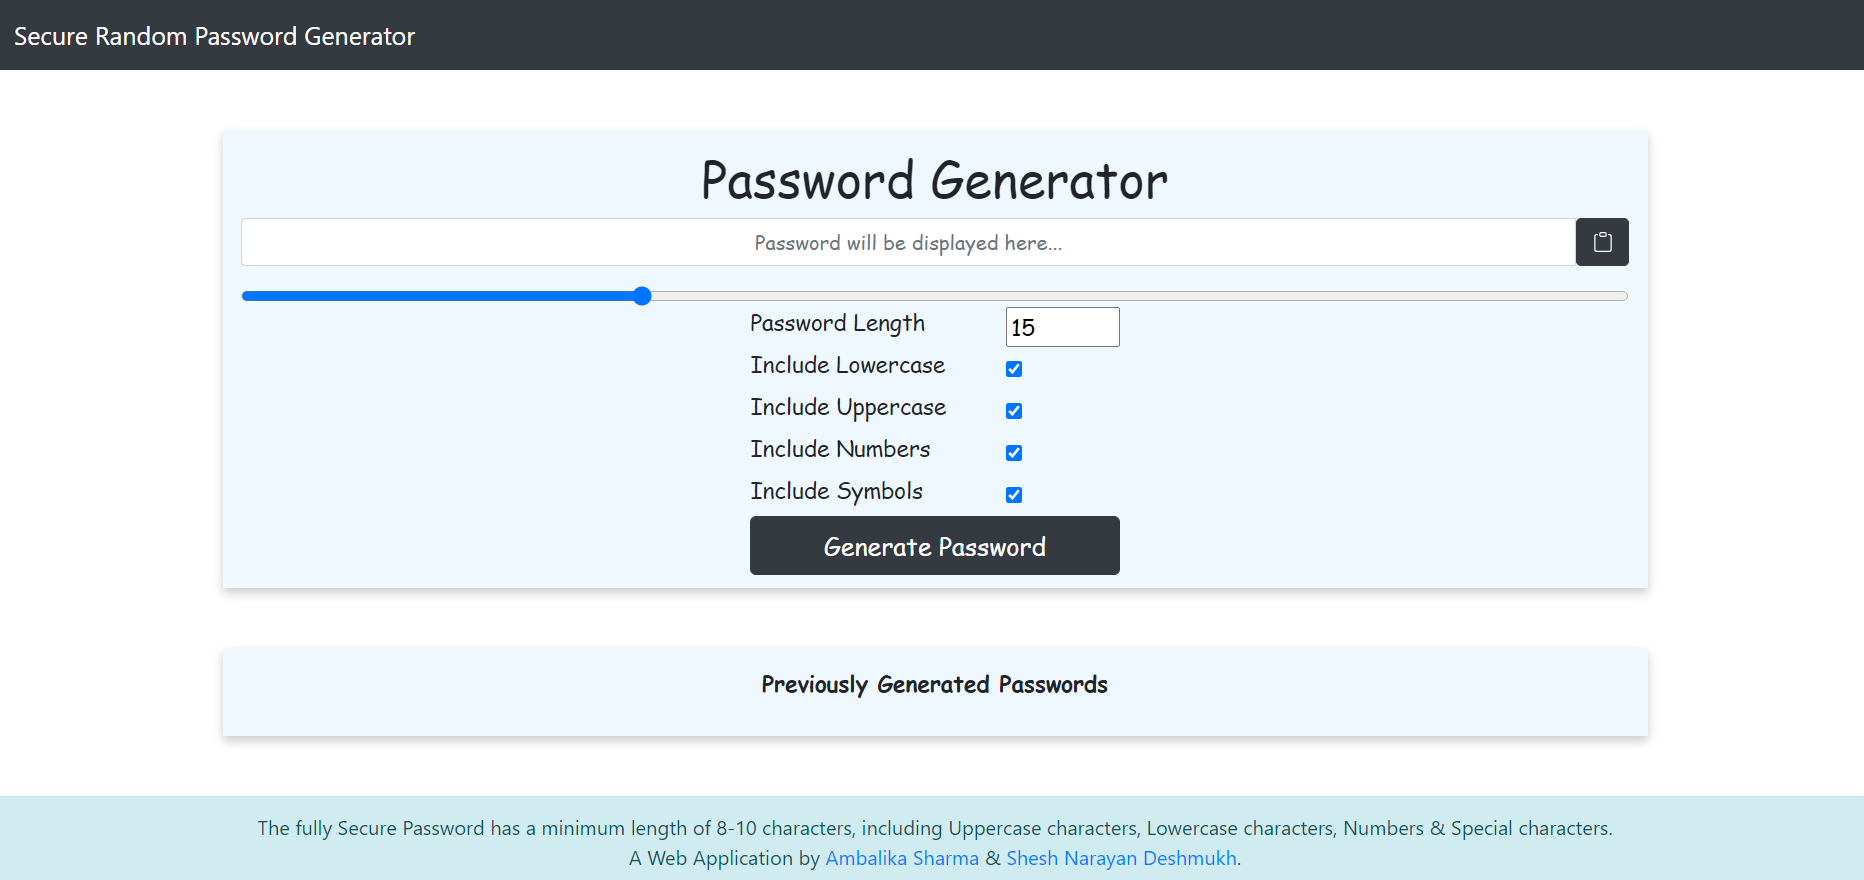 Secure Random Password Generator
Password Generator
Password will be displayed here...
Password Length 15
Include Lowercase
Include Uppercase
Include Numbers
Include Symbols
Generate Password
Previously Generated Passwords
The fully Secure Password has a minimum length of 8-10 characters, including Uppercase characters, Lowercase characters, Numbers & Special characters.
A Web Application by Ambalika Sharma & Shesh Narayan Deshmukh.